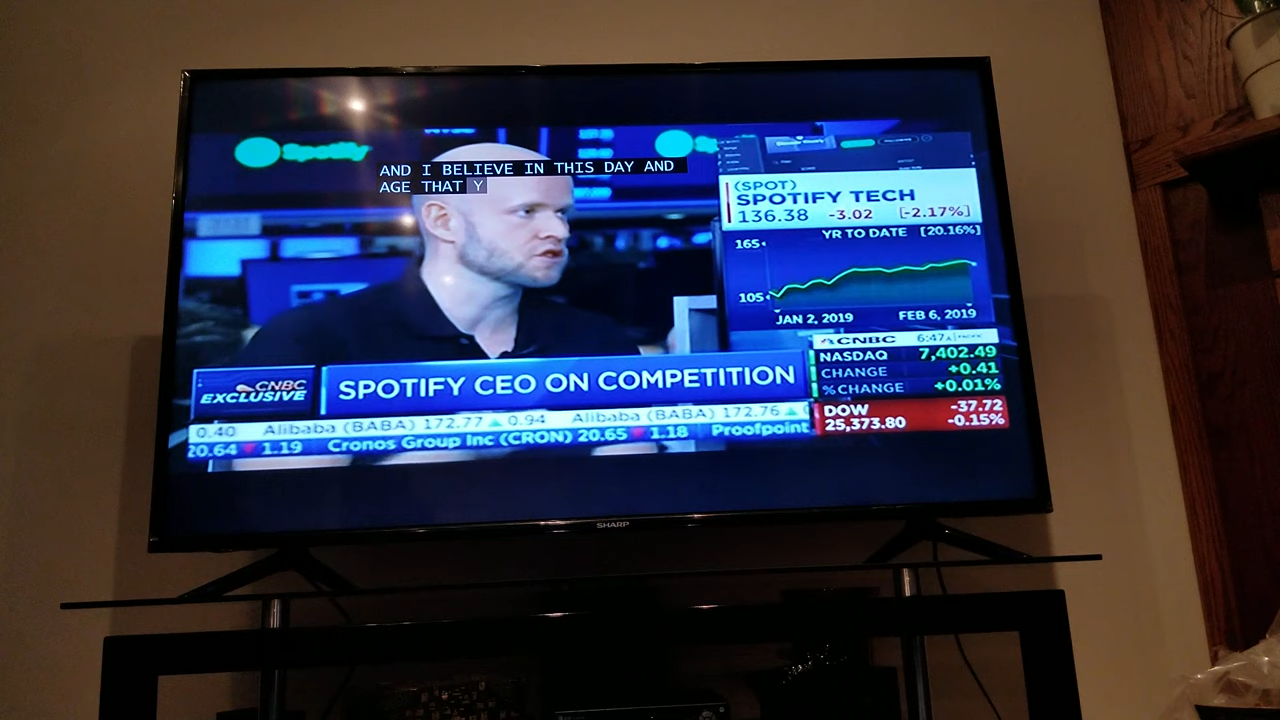 Spotify
AND I BELIEVE IN THIS DAY AND
AGE THAT Y
(SPOT)
SPOTIFY TECH
136.38 -3.02 [-2.17%]
YR TO DATE [20.16%]
165
105
JAN 2, 2019 FEB 6, 2019
CNBC 6:47A PACIFIC
NASDAQ 7,402.49
CHANGE +0.41
% CHANGE +0.01%
DOW -37.72
25,373.80 -0.15%
CNBC
EXCLUSIVE
SPOTIFY CEO ON COMPETITION
0.40 Alibaba (BABA) 172.77 ▲ 0.94 Alibaba (BABA) 172.76 ▲
20.64 ▼ 1.19 Cronos Group Inc (CRON) 20.65 ▼ 1.18 Proofpoint
SHARP